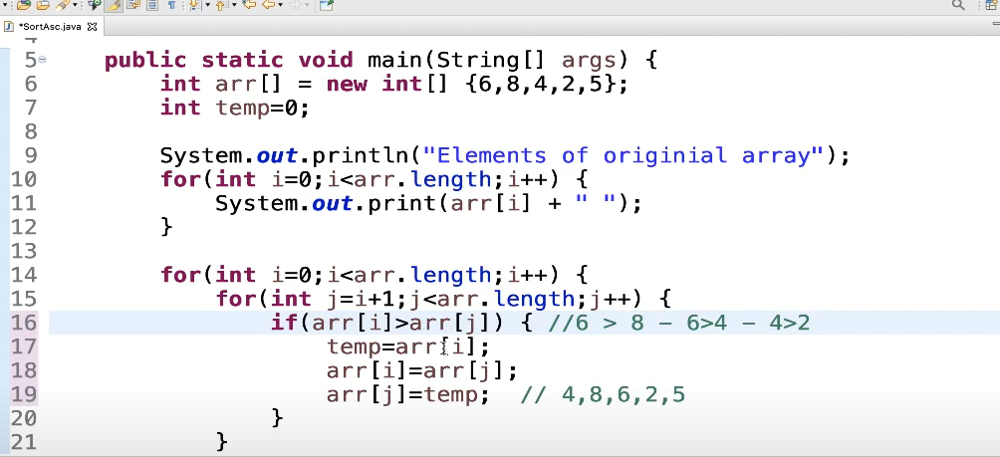 *SortAsc.java
4
5 public static void main(String[] args) {
6 int arr[] = new int[] {6,8,4,2,5};
7 int temp=0;
8
9 System.out.println("Elements of originial array");
10 for(int i=0;i<arr.length;i++) {
11 System.out.print(arr[i] + " ");
12 }
13
14 for(int i=0;i<arr.length;i++) {
15 for(int j=i+1;j<arr.length;j++) {
16 if(arr[i]>arr[j]) { //6 > 8 - 6>4 - 4>2
17 temp=arr[i];
18 arr[i]=arr[j];
19 arr[j]=temp; // 4,8,6,2,5
20 }
21 }